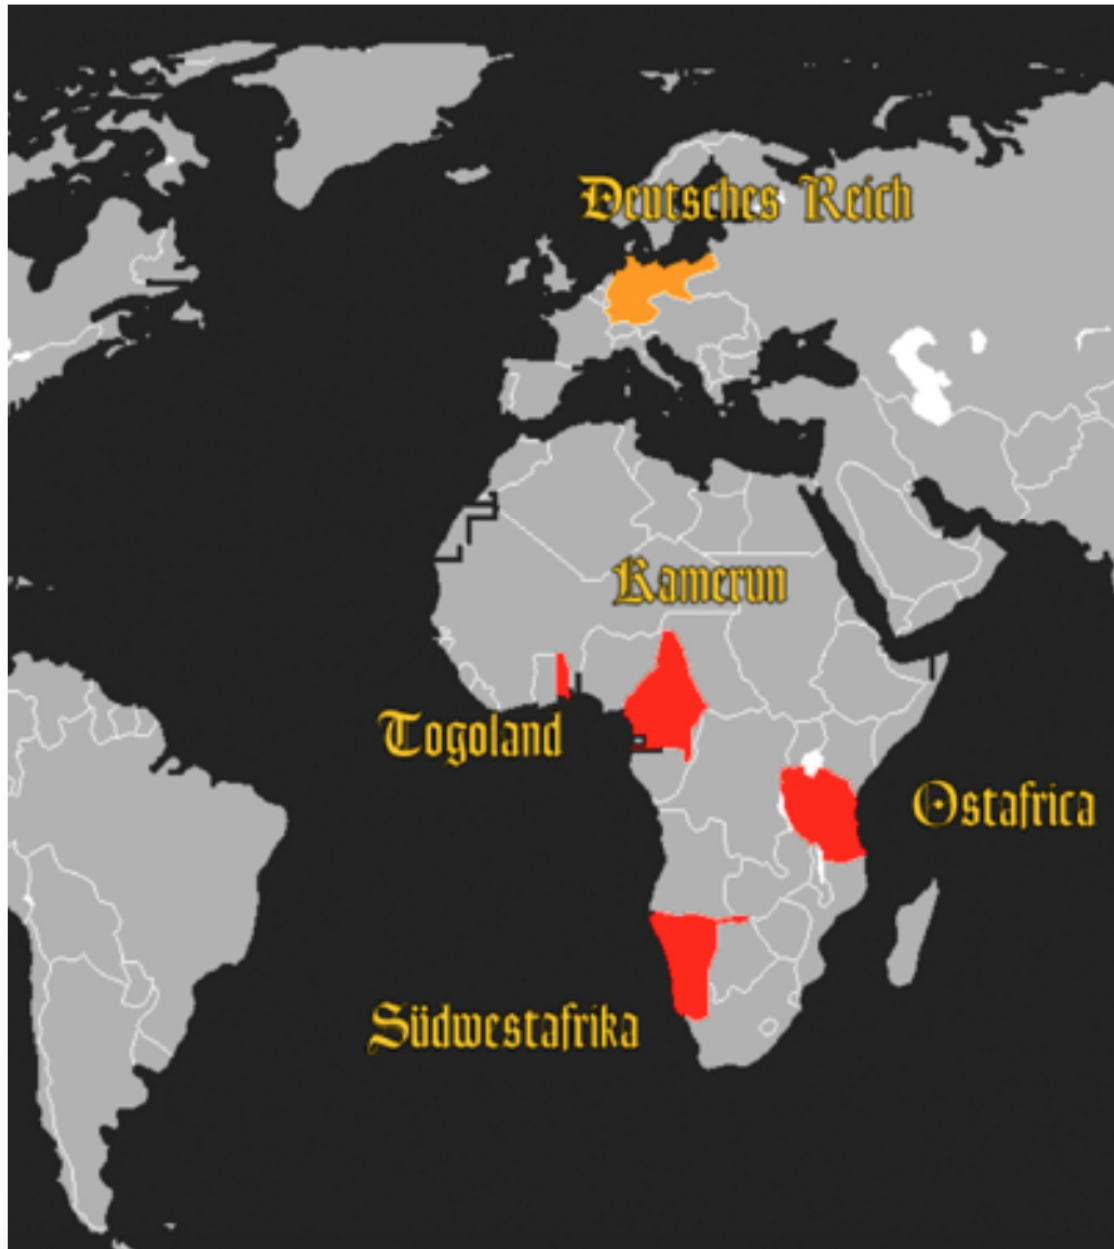 Deutsches Reich
Kamerun
Togoland
Ostafrica
Südwestafrika